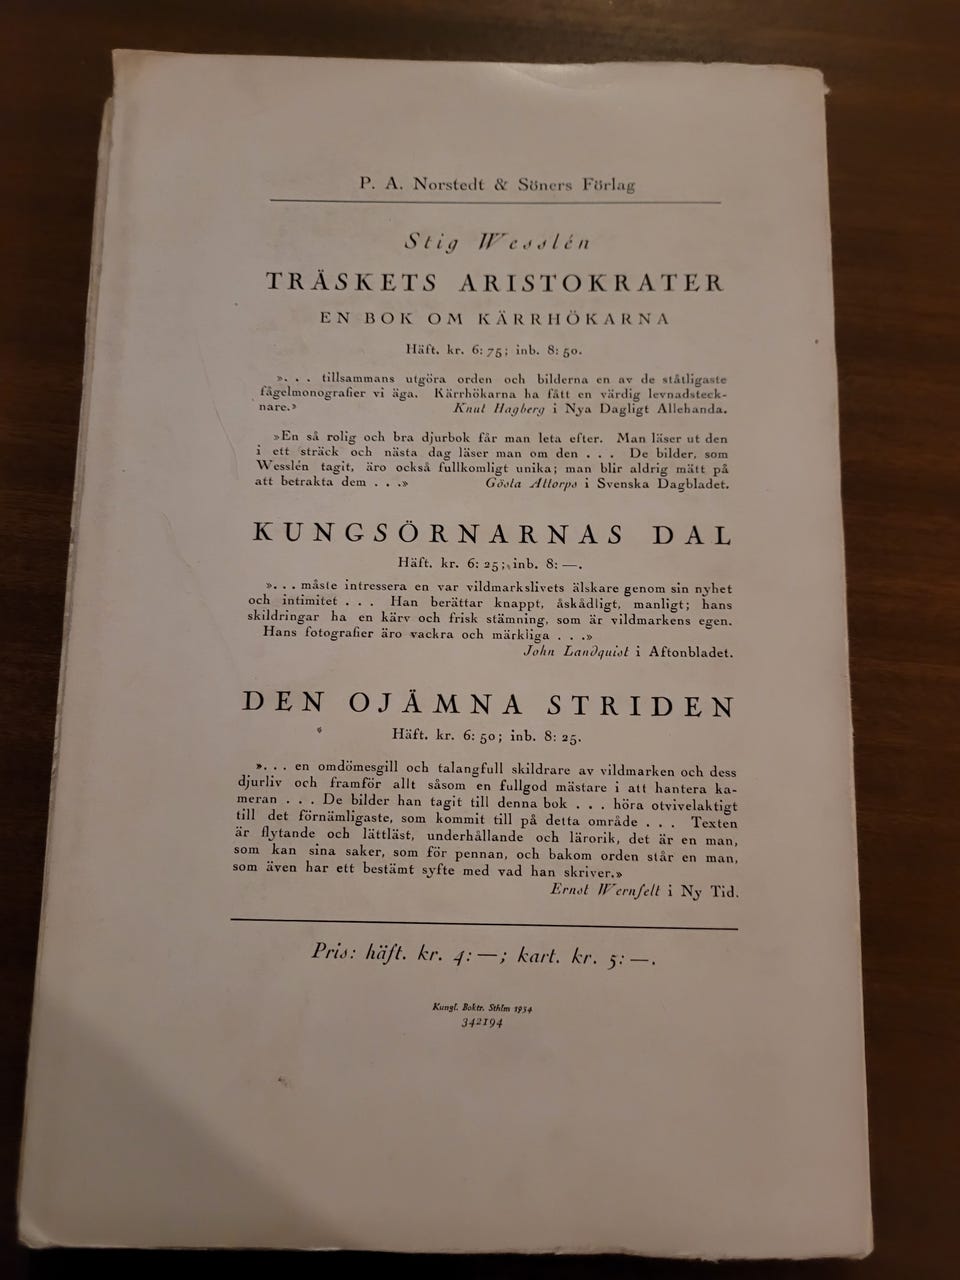 P. A. Norstedt & Söners Förlag
Stig Wesslén
TRÄSKETS ARISTOKRATER
EN BOK OM KÄRRHÖKARNA
Häft. kr. 6: 75; inb. 8: 50.
». . . tillsammans utgöra orden och bilderna en av de ståtligaste
fågelmonografier vi äga. Kärrhökarna ha fått en värdig levnadsteck-
nare.» Knut Hagberg i Nya Dagligt Allehanda.
»En så rolig och bra djurbok får man leta efter. Man läser ut den
i ett sträck och nästa dag läser man om den . . . De bilder, som
Wesslén tagit, äro också fullkomligt unika; man blir aldrig mätt på
att betrakta dem . . .» Gösta Attorps i Svenska Dagbladet.
KUNGSÖRNARNAS DAL
Häft. kr. 6: 25; inb. 8: —.
». . . måste intressera en var vildmarkslivets älskare genom sin nyhet
och intimitet . . . Han berättar knappt, åskådligt, manligt; hans
skildringar ha en kärv och frisk stämning, som är vildmarkens egen.
Hans fotografier äro vackra och märkliga . . .»
John Landquist i Aftonbladet.
DEN OJÄMNA STRIDEN
Häft. kr. 6: 50; inb. 8: 25.
». . . en omdömesgill och talangfull skildrare av vildmarken och dess
djurliv och framför allt såsom en fullgod mästare i att hantera ka-
meran . . . De bilder han tagit till denna bok . . . höra otvivelaktigt
till det förnämligaste, som kommit till på detta område . . . Texten
är flytande och lättläst, underhållande och lärorik, det är en man,
som kan sina saker, som för pennan, och bakom orden står en man,
som även har ett bestämt syfte med vad han skriver.»
Ernst Wernfelt i Ny Tid.
Pris: häft. kr. 4: —; kart. kr. 5: —.
Kungl. Boktr. Sthlm 1934
342194